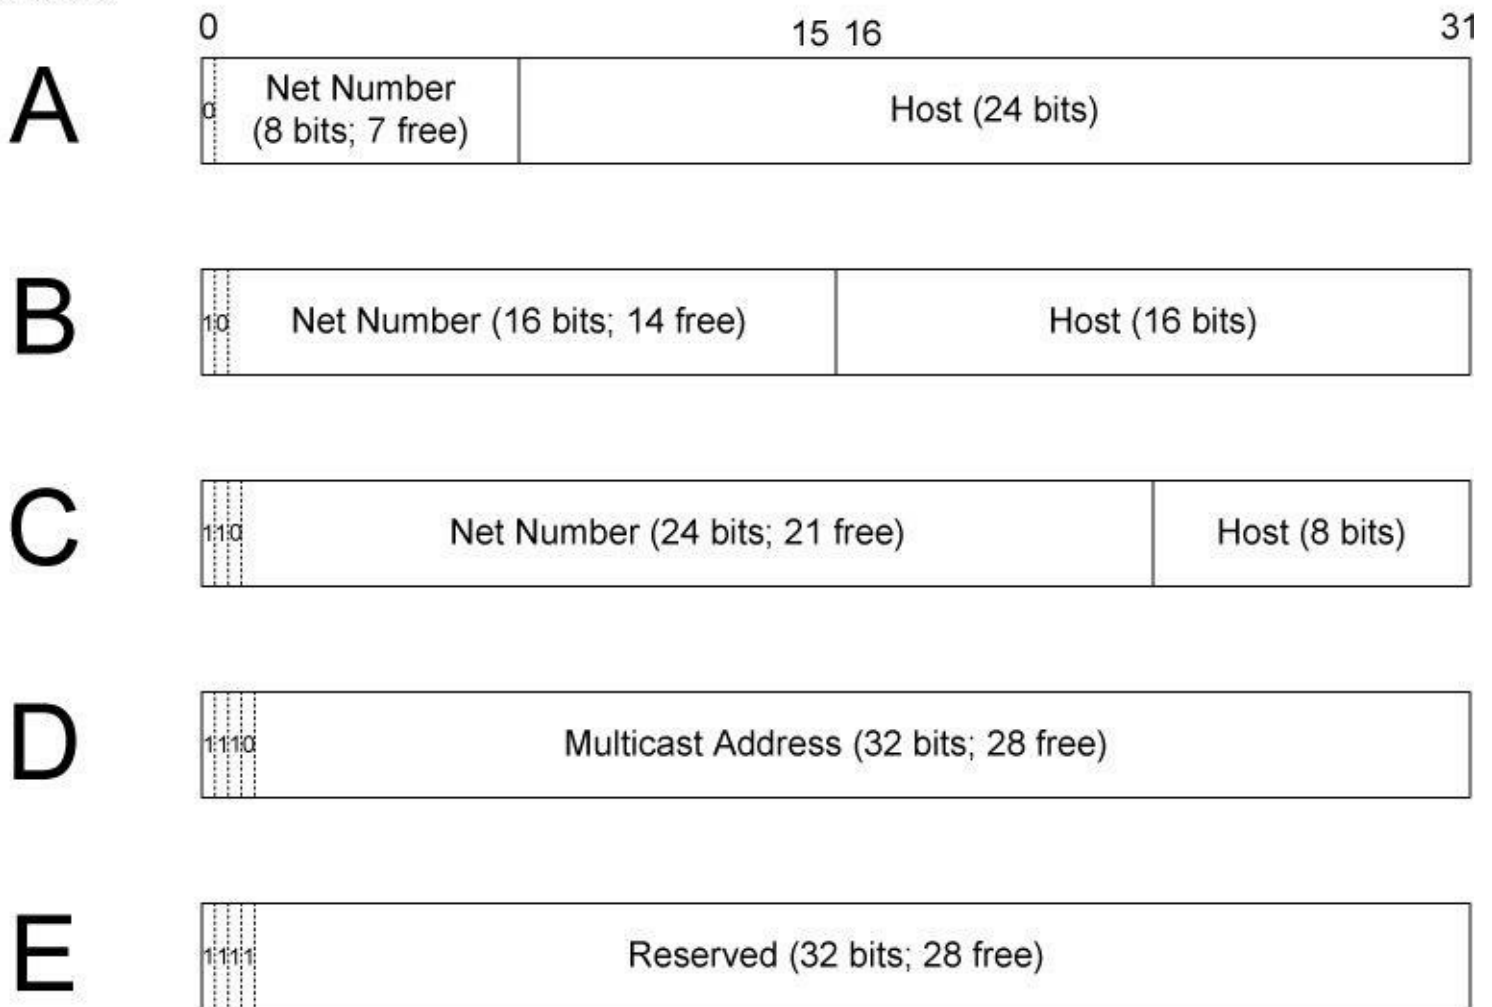 0 15 16 31
A
0
Net Number
(8 bits; 7 free)
Host (24 bits)
B
10
Net Number (16 bits; 14 free)
Host (16 bits)
C
110
Net Number (24 bits; 21 free)
Host (8 bits)
D
1110
Multicast Address (32 bits; 28 free)
E
1111
Reserved (32 bits; 28 free)